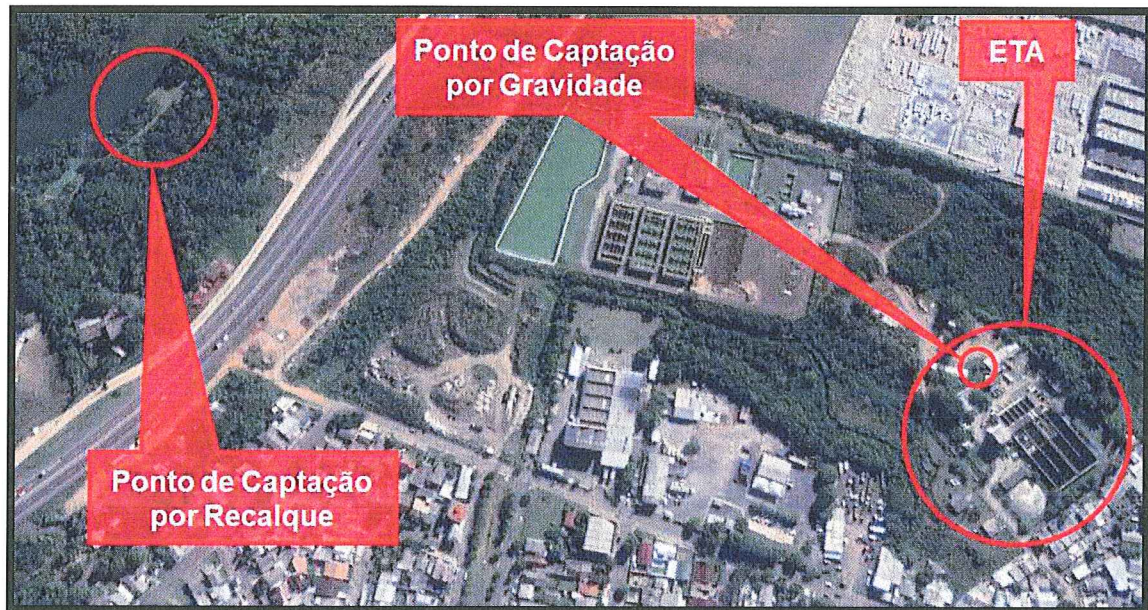 Ponto de Captação
por Gravidade
ETA
Ponto de Captação
por Recalque